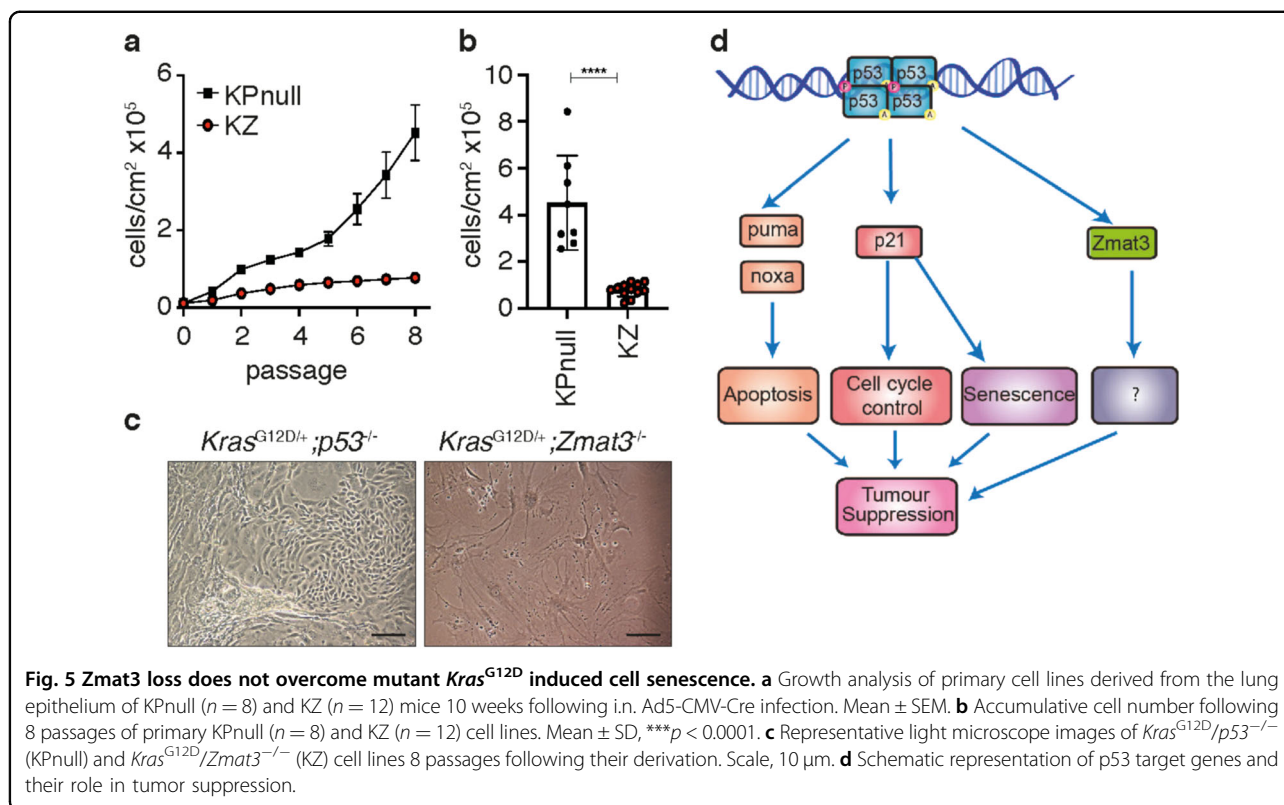 a
6
4
2
0
cells/cm² x10⁵
KPnull
KZ
0 2 4 6 8
passage
b
****
10
8
6
4
2
0
cells/cm² x10⁵
KPnull
KZ
c
Kras^G12D/+;p53^-/-
Kras^G12D/+;Zmat3^-/-
d
p53 p53
P P A A
p53 p53
A A
puma
noxa
p21
Zmat3
Apoptosis
Cell cycle
control
Senescence
?
Tumour
Suppression
Fig. 5 Zmat3 loss does not overcome mutant Kras^G12D induced cell senescence. a Growth analysis of primary cell lines derived from the lung
epithelium of KPnull (n = 8) and KZ (n = 12) mice 10 weeks following i.n. Ad5-CMV-Cre infection. Mean ± SEM. b Accumulative cell number following
8 passages of primary KPnull (n = 8) and KZ (n = 12) cell lines. Mean ± SD, ***p < 0.0001. c Representative light microscope images of Kras^G12D/p53^−/−
(KPnull) and Kras^G12D/Zmat3^−/− (KZ) cell lines 8 passages following their derivation. Scale, 10 µm. d Schematic representation of p53 target genes and
their role in tumor suppression.